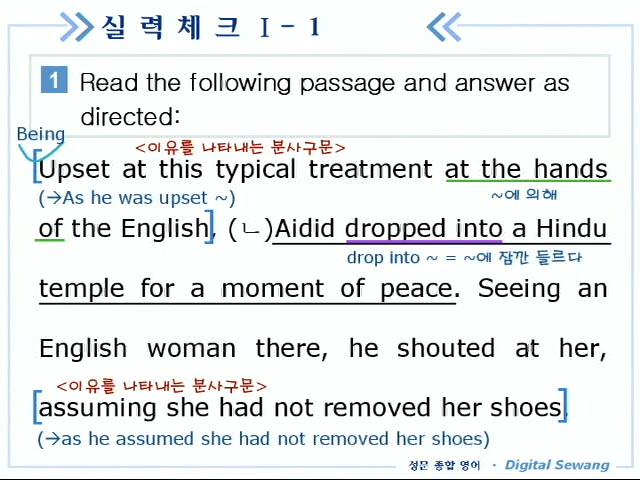 실력체크 I - 1
1 Read the following passage and answer as
directed:
Being
<이유를 나타내는 분사구문>
[Upset at this typical treatment at the hands
(→As he was upset ~)
~에 의해
of the English], (ㄴ)Aidid dropped into a Hindu
drop into ~ = ~에 잠깐 들르다
temple for a moment of peace. Seeing an
English woman there, he shouted at her,
<이유를 나타내는 분사구문>
[assuming she had not removed her shoes].
(→as he assumed she had not removed her shoes)
성문 종합 영어 · Digital Sewang